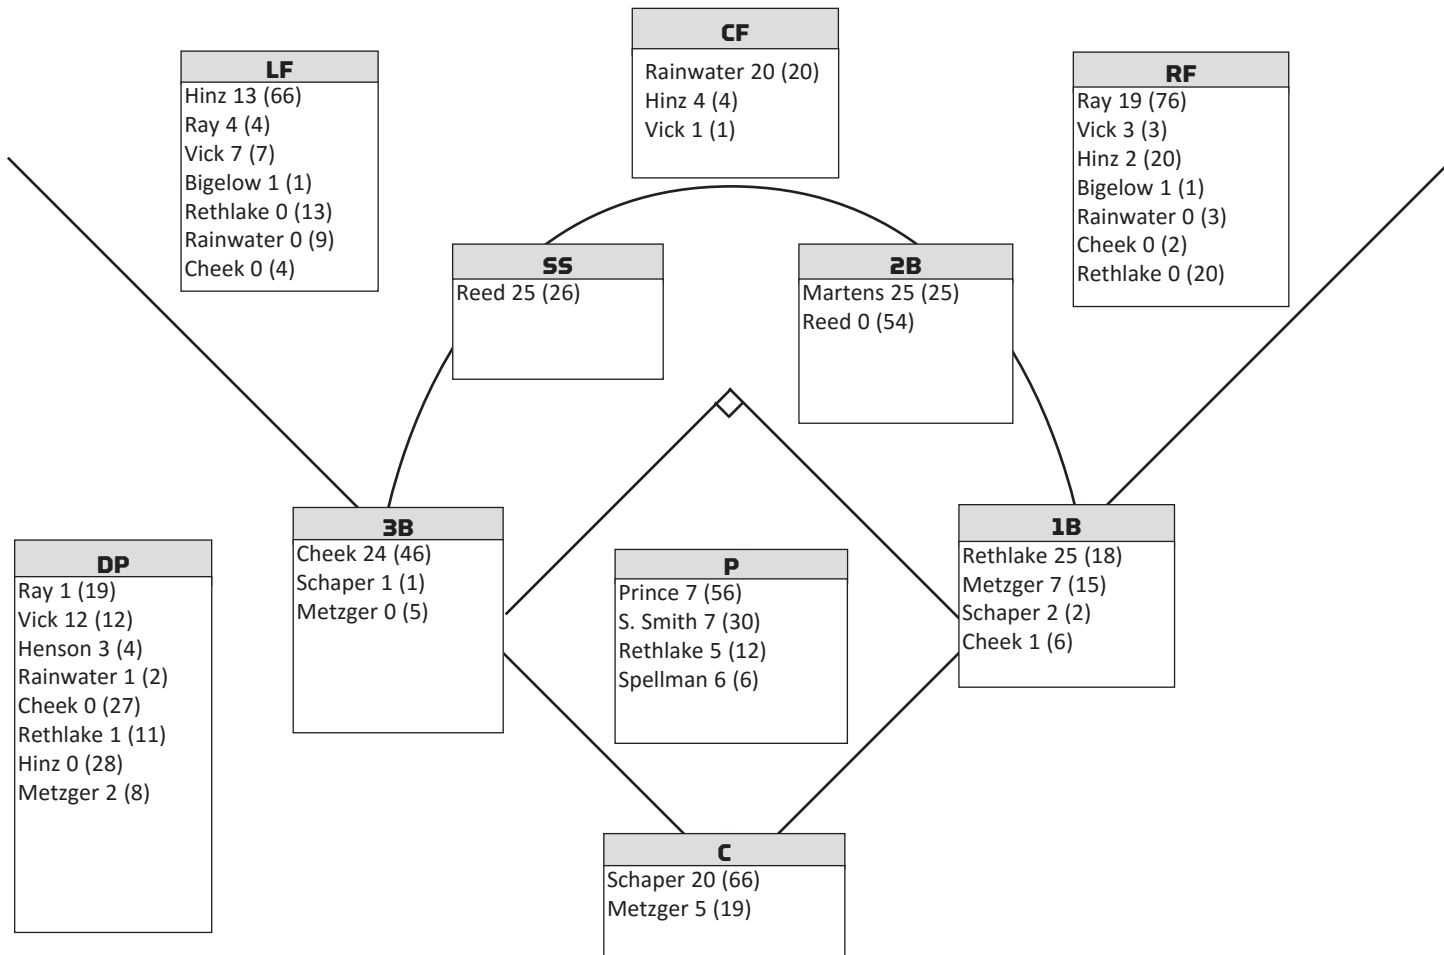 CF
Rainwater 20 (20)
Hinz 4 (4)
Vick 1 (1)
LF
Hinz 13 (66)
Ray 4 (4)
Vick 7 (7)
Bigelow 1 (1)
Rethlake 0 (13)
Rainwater 0 (9)
Cheek 0 (4)
RF
Ray 19 (76)
Vick 3 (3)
Hinz 2 (20)
Bigelow 1 (1)
Rainwater 0 (3)
Cheek 0 (2)
Rethlake 0 (20)
SS
Reed 25 (26)
2B
Martens 25 (25)
Reed 0 (54)
3B
Cheek 24 (46)
Schaper 1 (1)
Metzger 0 (5)
1B
Rethlake 25 (18)
Metzger 7 (15)
Schaper 2 (2)
Cheek 1 (6)
DP
Ray 1 (19)
Vick 12 (12)
Henson 3 (4)
Rainwater 1 (2)
Cheek 0 (27)
Rethlake 1 (11)
Hinz 0 (28)
Metzger 2 (8)
P
Prince 7 (56)
S. Smith 7 (30)
Rethlake 5 (12)
Spellman 6 (6)
C
Schaper 20 (66)
Metzger 5 (19)